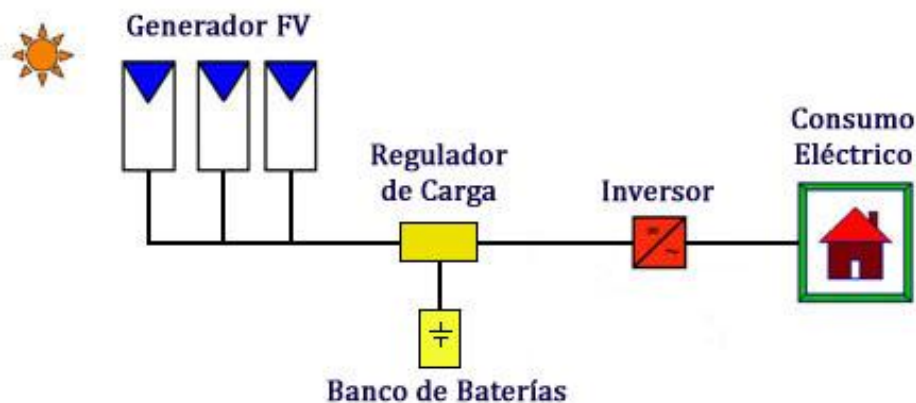 Generador FV
Regulador
de Carga
Inversor
Consumo
Eléctrico
Banco de Baterías